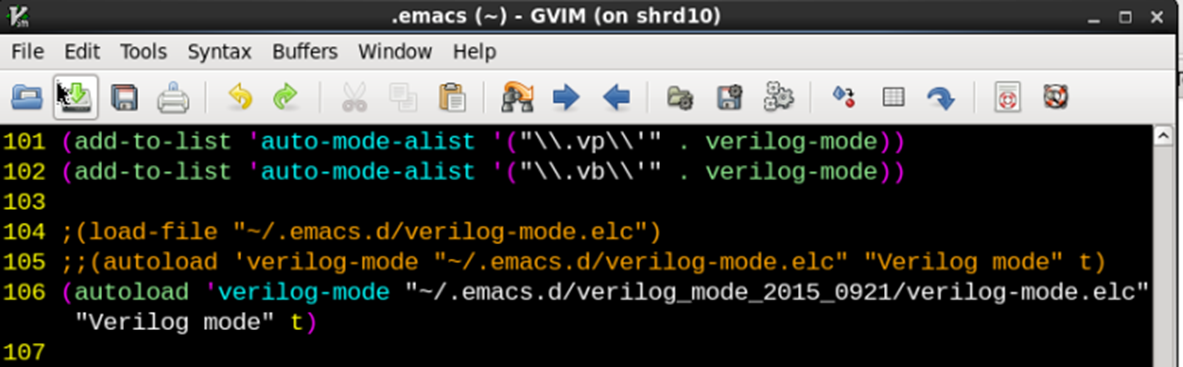 .emacs (~) - GVIM (on shrd10)
File Edit Tools Syntax Buffers Window Help
101 (add-to-list 'auto-mode-alist '("\\.vp\\'" . verilog-mode))
102 (add-to-list 'auto-mode-alist '("\\.vb\\'" . verilog-mode))
103
104 ;(load-file "~/.emacs.d/verilog-mode.elc")
105 ;;(autoload 'verilog-mode "~/.emacs.d/verilog-mode.elc" "Verilog mode" t)
106 (autoload 'verilog-mode "~/.emacs.d/verilog_mode_2015_0921/verilog-mode.elc"
"Verilog mode" t)
107